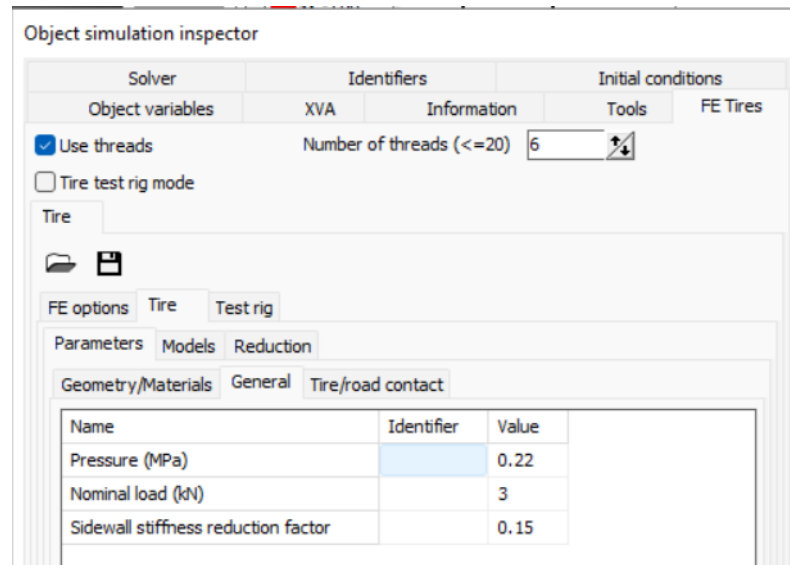 Object simulation inspector
Solver Identifiers Initial conditions
Object variables XVA Information Tools FE Tires
Use threads Number of threads (<=20) 6
Tire test rig mode
Tire
FE options Tire Test rig
Parameters Models Reduction
Geometry/Materials General Tire/road contact
Name Identifier Value
Pressure (MPa) 0.22
Nominal load (kN) 3
Sidewall stiffness reduction factor 0.15